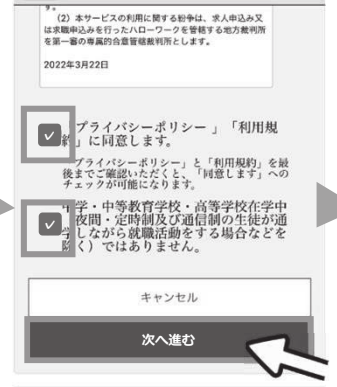 す。
（2）本サービスの利用に関する紛争は、求人申込み又
は求職申込みを行ったハローワークを管轄する地方裁判所
を第一審の専属的合意管轄裁判所とします。
2022年3月22日
プライバシーポリシー 」「利用規
約」に同意します。
プライバシーポリシー」と「利用規約」を最
後までご確認いただくと、「同意します」への
チェックが可能になります。
中学・中等教育学校・高等学校在学中
夜間・定時制及び通信制の生徒が通
学しながら就職活動をする場合などを
除く）ではありません。
キャンセル
次へ進む